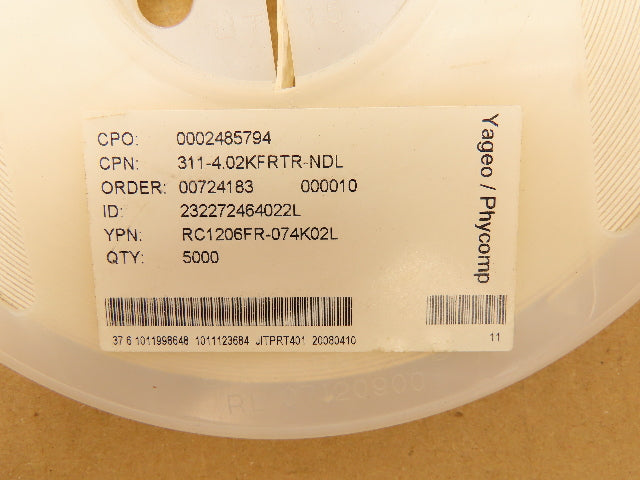 CPO: 0002485794
CPN: 311-4.02KFRTR-NDL
ORDER: 00724183 000010
ID: 232272464022L
YPN: RC1206FR-074K02L
QTY: 5000
Yageo / Phycomp
37 6 1011998648 1011123684 JITPRT401 20080410
11